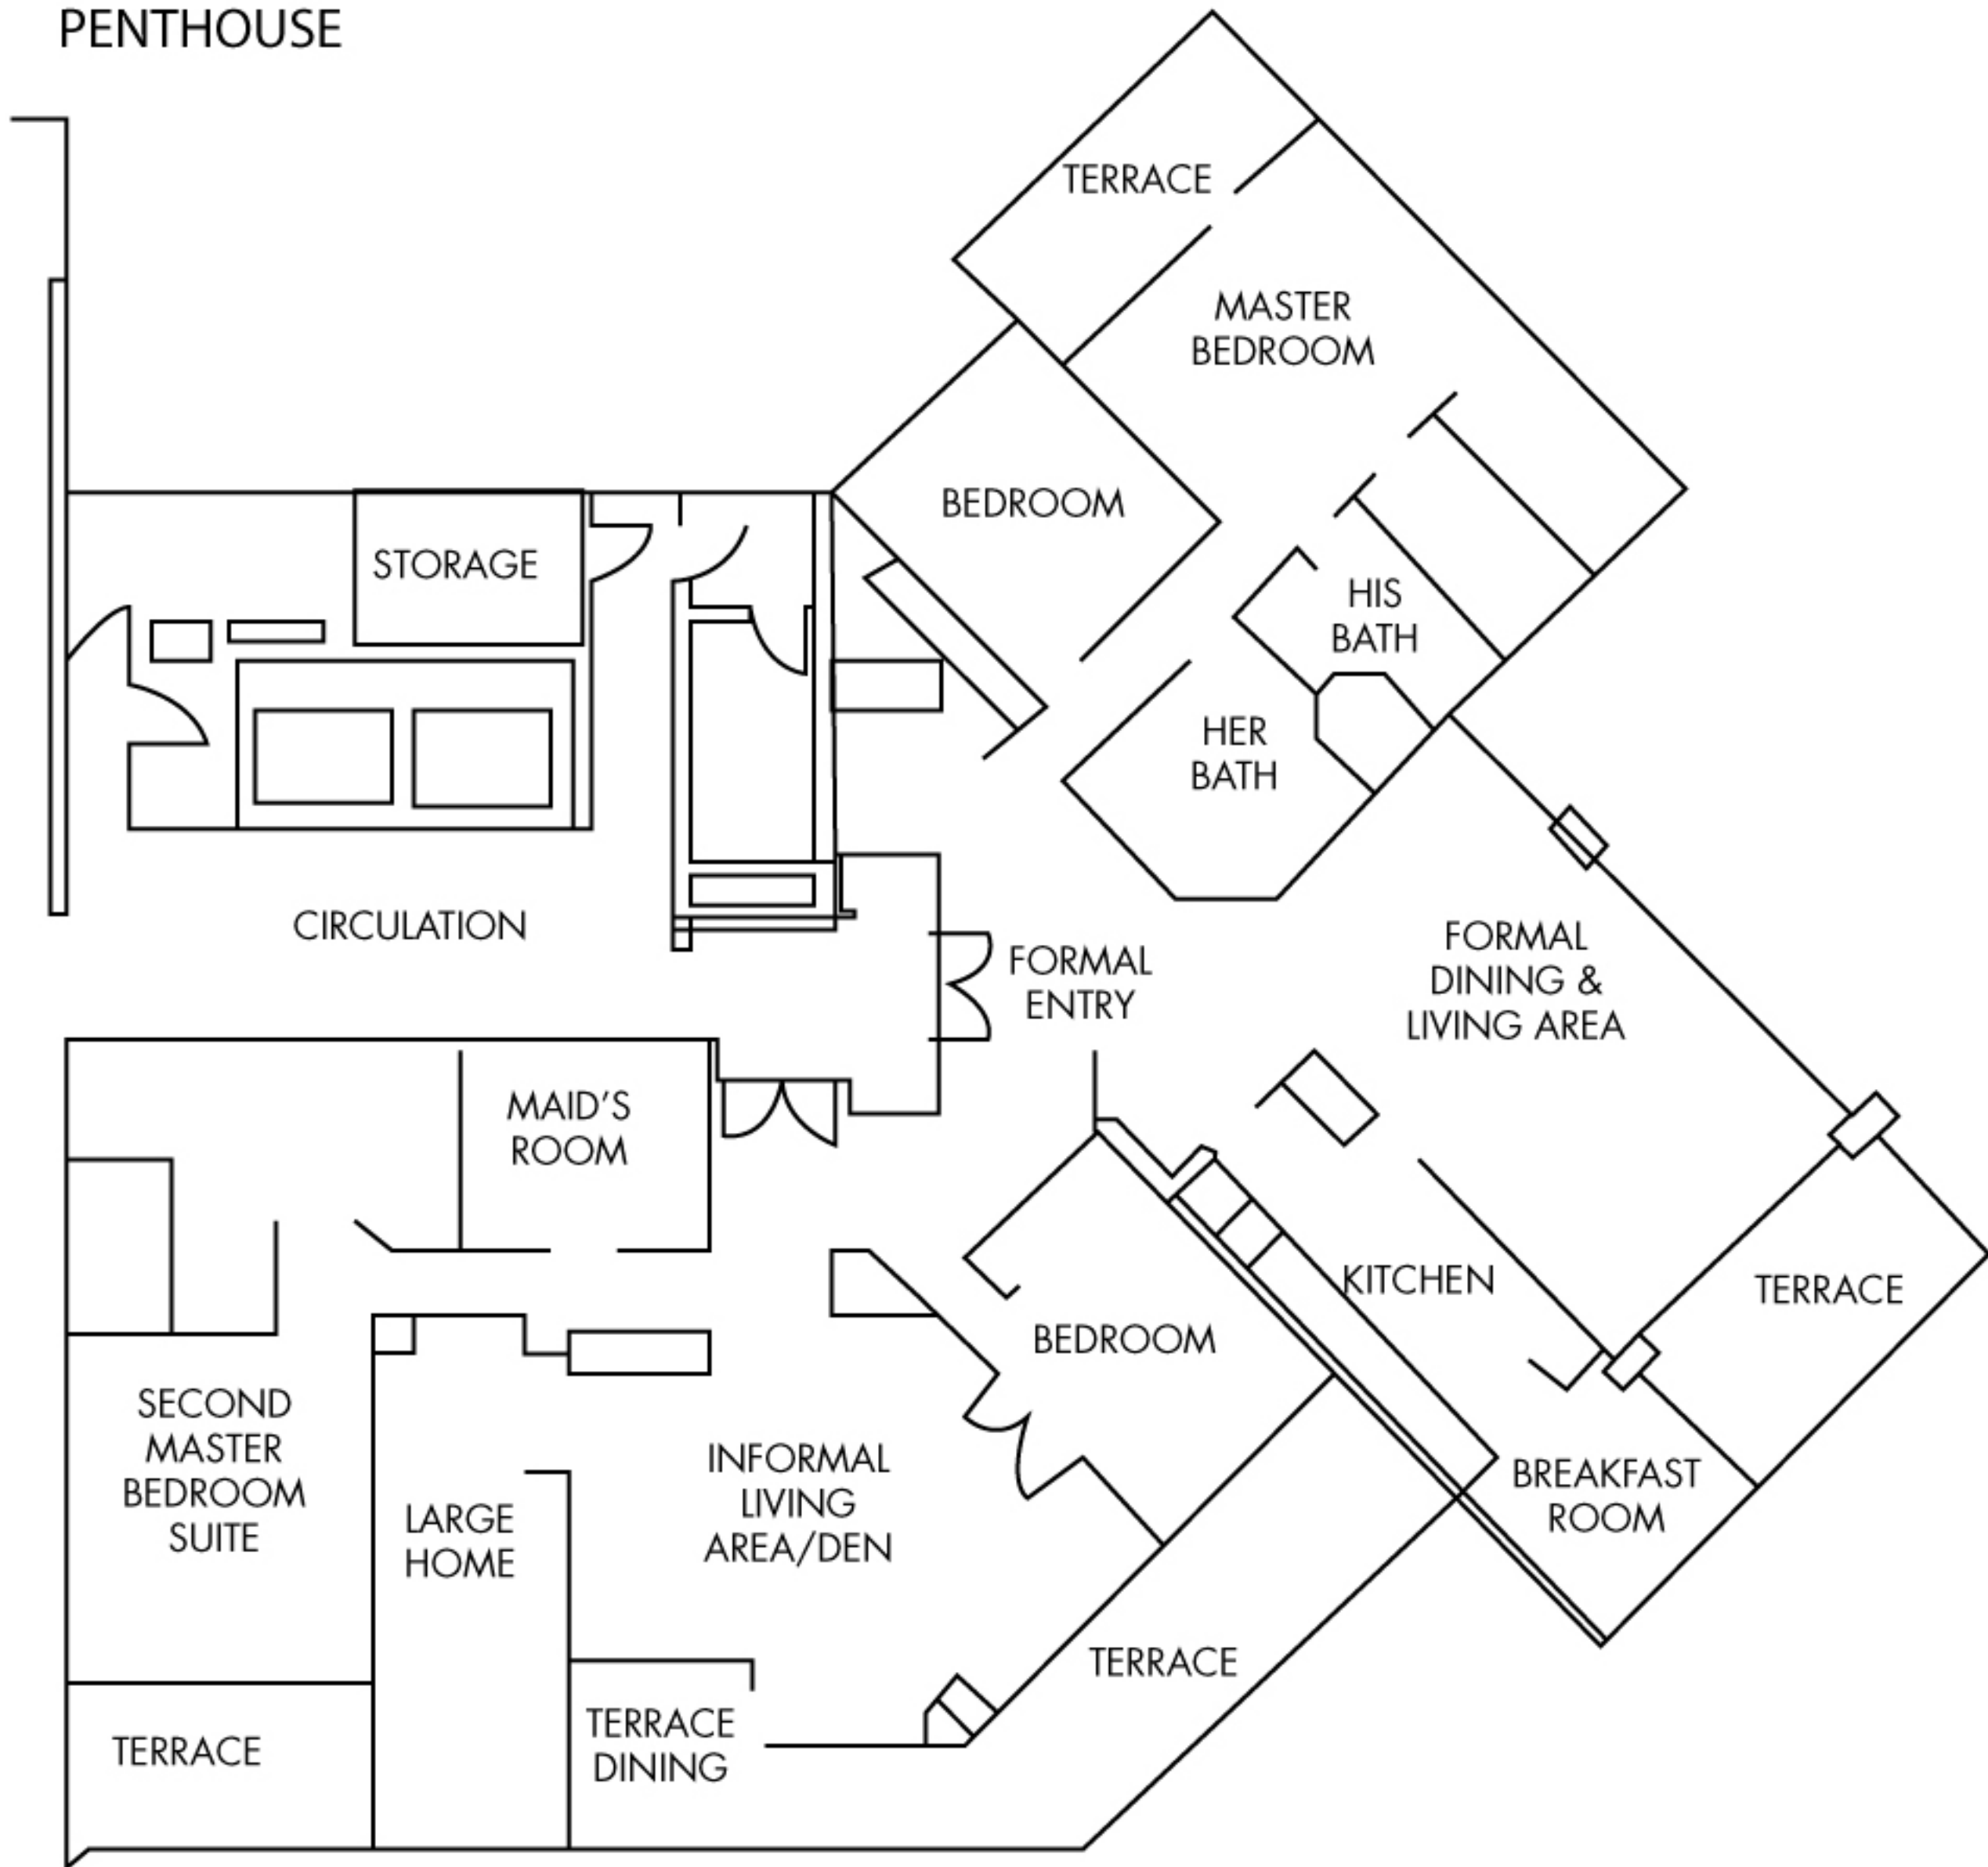 PENTHOUSE
TERRACE
MASTER
BEDROOM
BEDROOM
STORAGE
HIS
BATH
HER
BATH
CIRCULATION
FORMAL
ENTRY
FORMAL
DINING &
LIVING AREA
MAID'S
ROOM
KITCHEN
TERRACE
BEDROOM
SECOND
MASTER
BEDROOM
SUITE
LARGE
HOME
INFORMAL
LIVING
AREA/DEN
BREAKFAST
ROOM
TERRACE
TERRACE
TERRACE
DINING